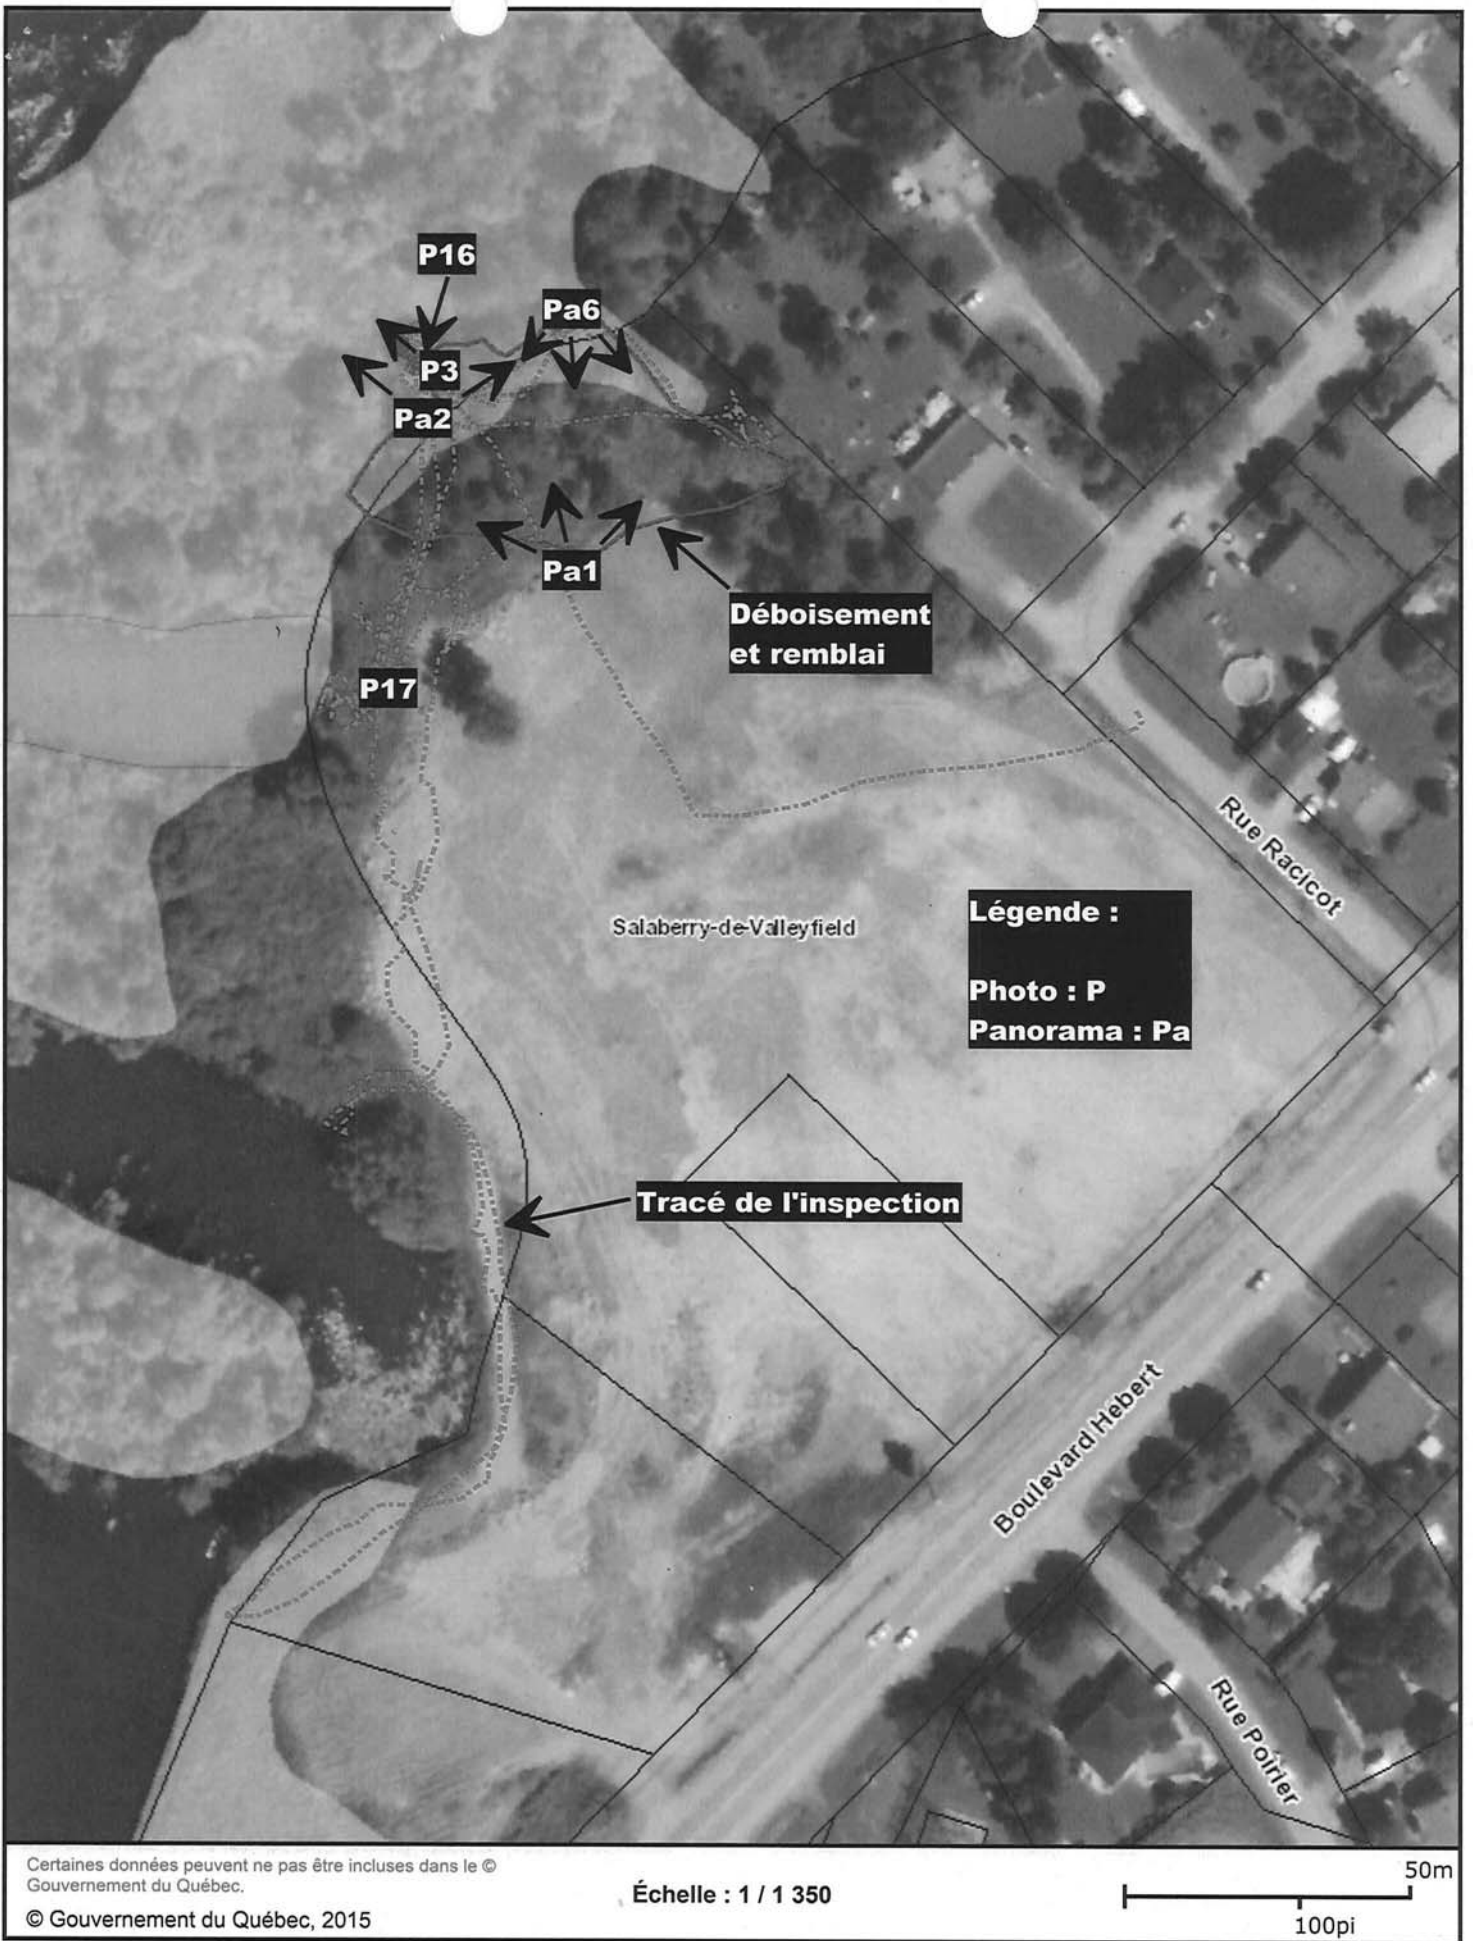 P16
Pa6
P3
Pa2
Pa1
Déboisement
et remblai
P17
Rue Racicot
Salaberry-de-Valleyfield
Légende :
Photo : P
Panorama : Pa
Tracé de l'inspection
Boulevard Hébert
Rue Poirier
Certaines données peuvent ne pas être incluses dans le ©
Gouvernement du Québec.
© Gouvernement du Québec, 2015
Échelle : 1 / 1 350
50m
100pi